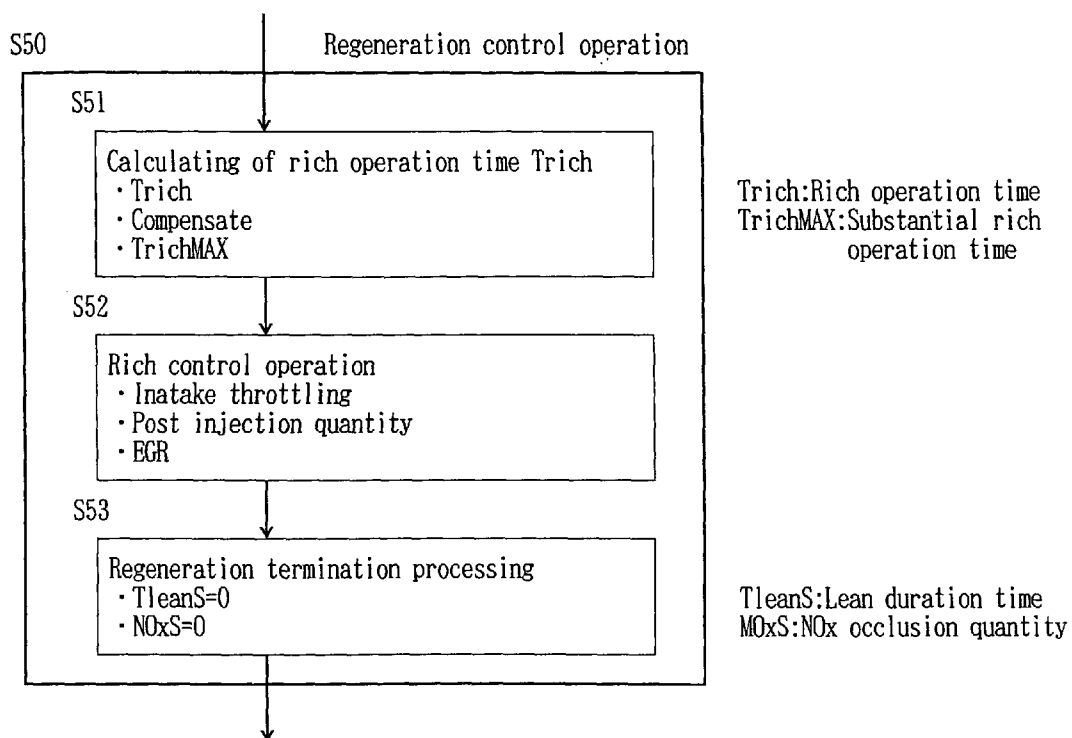 S50
Regeneration control operation
S51
Calculating of rich operation time Trich
・Trich
・Compensate
・TrichMAX
Trich:Rich operation time
TrichMAX:Substantial rich
operation time
S52
Rich control operation
・Inatake throttling
・Post injection quantity
・EGR
S53
Regeneration termination processing
・TleanS=0
・NOxS=0
TleanS:Lean duration time
MOxS:NOx occlusion quantity